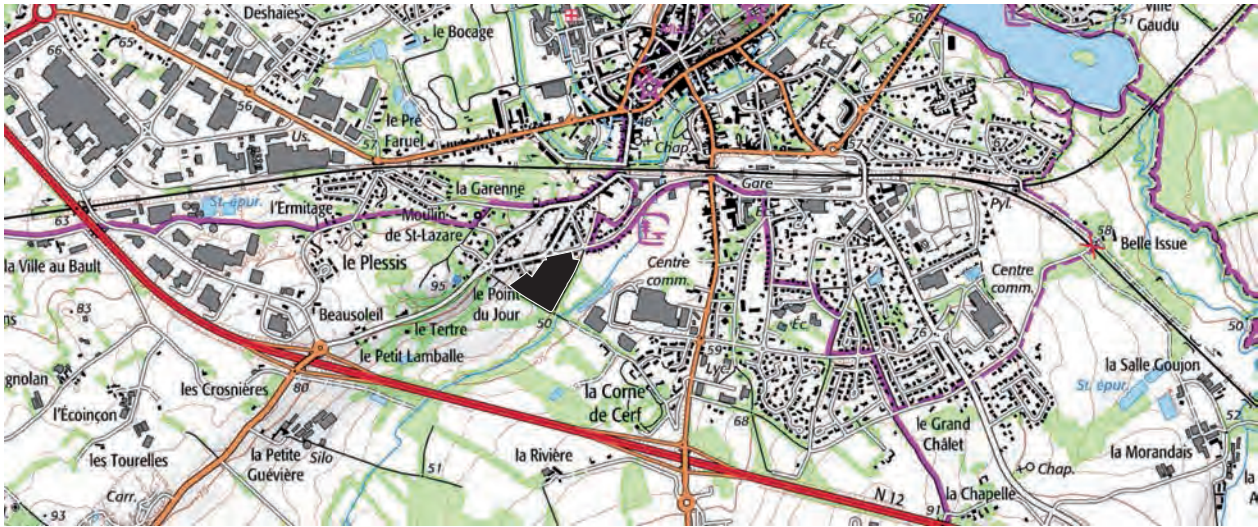 Deshaies
le Bocage
Gaudu
51
50
66
65
56
57
le Pré
Faruel
Us.
Éc.
48
Chap.
57
67
la Garenne
Gare
Pyl.
St. épur.
l'Ermitage
Moulin
de St-Lazare
Éc.
63
58
Belle Issue
la Ville au Bault
le Plessis
Centre
comm.
Centre
comm.
95
le Point
du Jour
50
83
Beausoleil
le Tertre
Éc.
76
50
le Petit Lamballe
59
Lyc.
la Salle Goujon
gnolan
les Crosnières
80
St. épur.
l'Écoinçon
la Corne
de Cerf
68
le Grand
Châlet
52
les Tourelles
la Petite
Guévière
Silo
51
la Rivière
la Morandais
Chap.
Carr.
N 12
la Chapelle
91
93